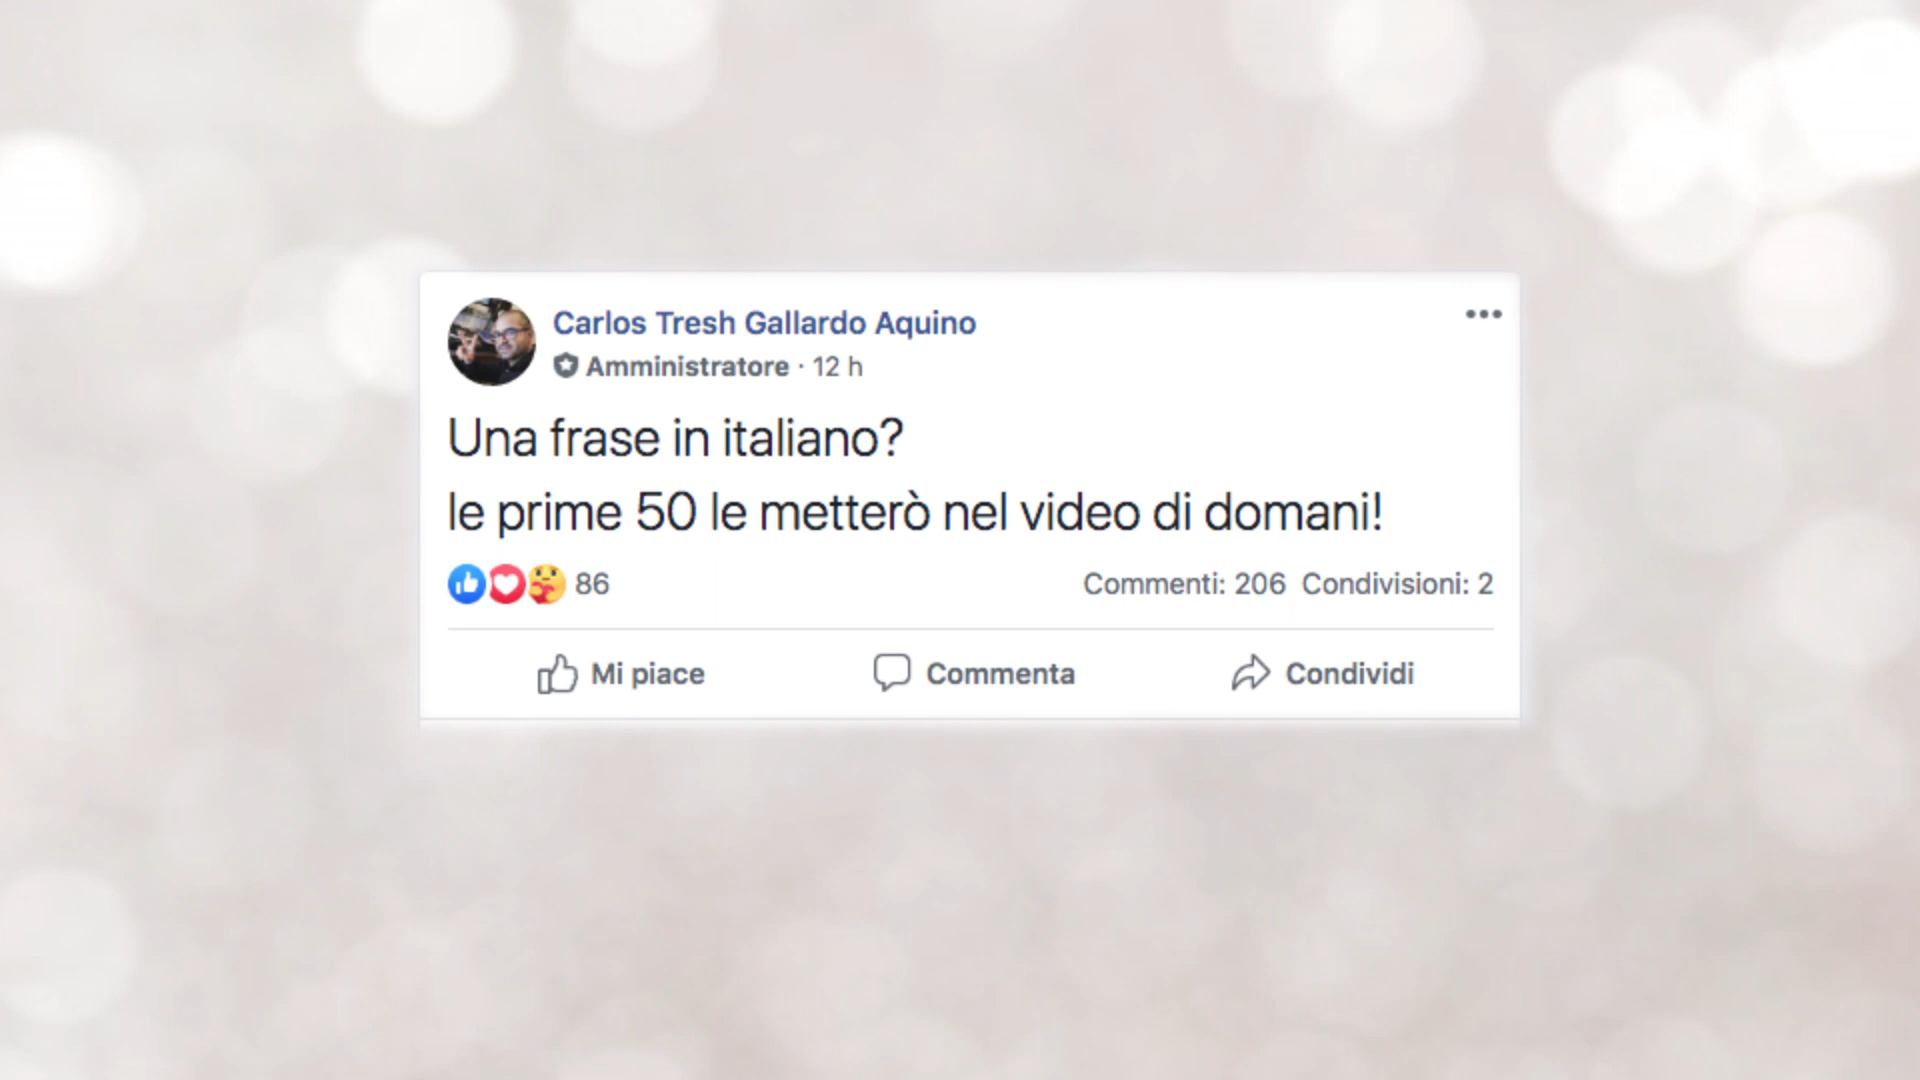 Carlos Tresh Gallardo Aquino
Amministratore · 12 h
Una frase in italiano?
le prime 50 le metterò nel video di domani!
86 Commenti: 206 Condivisioni: 2
Mi piace Commenta Condividi